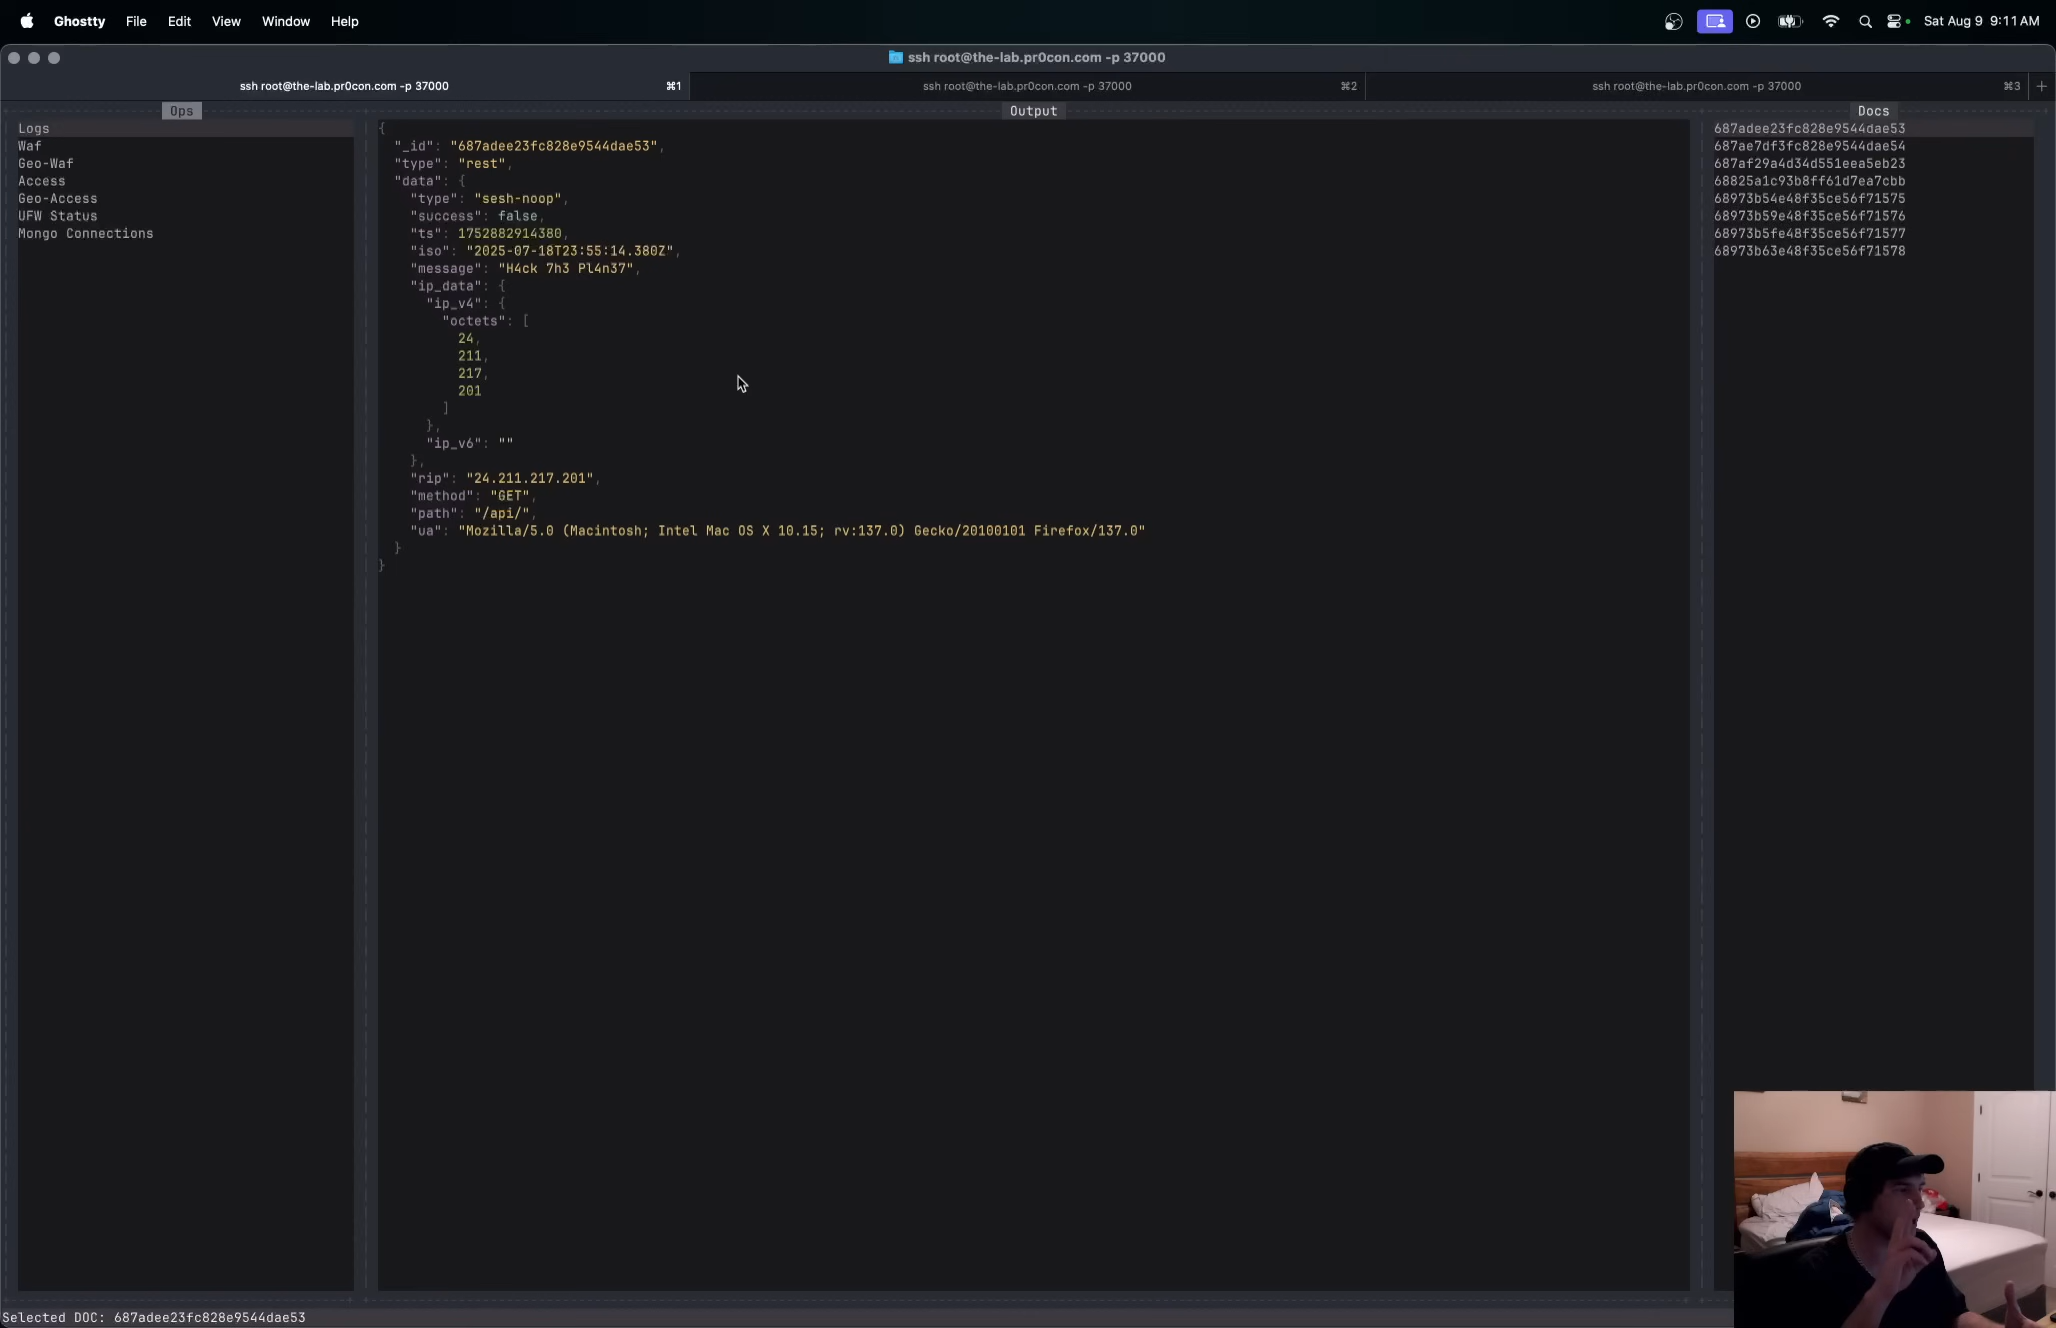 Ghostty File Edit View Window Help
Sat Aug 9 9:11 AM
ssh root@the-lab.pr0con.com -p 37000
ssh root@the-lab.pr0con.com -p 37000 ⌘1
ssh root@the-lab.pr0con.com -p 37000 ⌘2
ssh root@the-lab.pr0con.com -p 37000 ⌘3 +
Ops
Logs
Waf
Geo-Waf
Access
Geo-Access
UFW Status
Mongo Connections
Output
{
"_id": "687adee23fc828e9544dae53",
"type": "rest",
"data": {
"type": "sesh-noop",
"success": false,
"ts": 1752882914380,
"iso": "2025-07-18T23:55:14.380Z",
"message": "H4ck 7h3 Pl4n37",
"ip_data": {
"ip_v4": {
"octets": [
24,
211,
217,
201
]
},
"ip_v6": ""
},
"rip": "24.211.217.201",
"method": "GET",
"path": "/api/",
"ua": "Mozilla/5.0 (Macintosh; Intel Mac OS X 10.15; rv:137.0) Gecko/20100101 Firefox/137.0"
}
}
Docs
687adee23fc828e9544dae53
687ae7df3fc828e9544dae54
687af29a4d34d551eea5eb23
68825a1c93b8ff61d7ea7cbb
68973b54e48f35ce56f71575
68973b59e48f35ce56f71576
68973b5fe48f35ce56f71577
68973b63e48f35ce56f71578
Selected DOC: 687adee23fc828e9544dae53